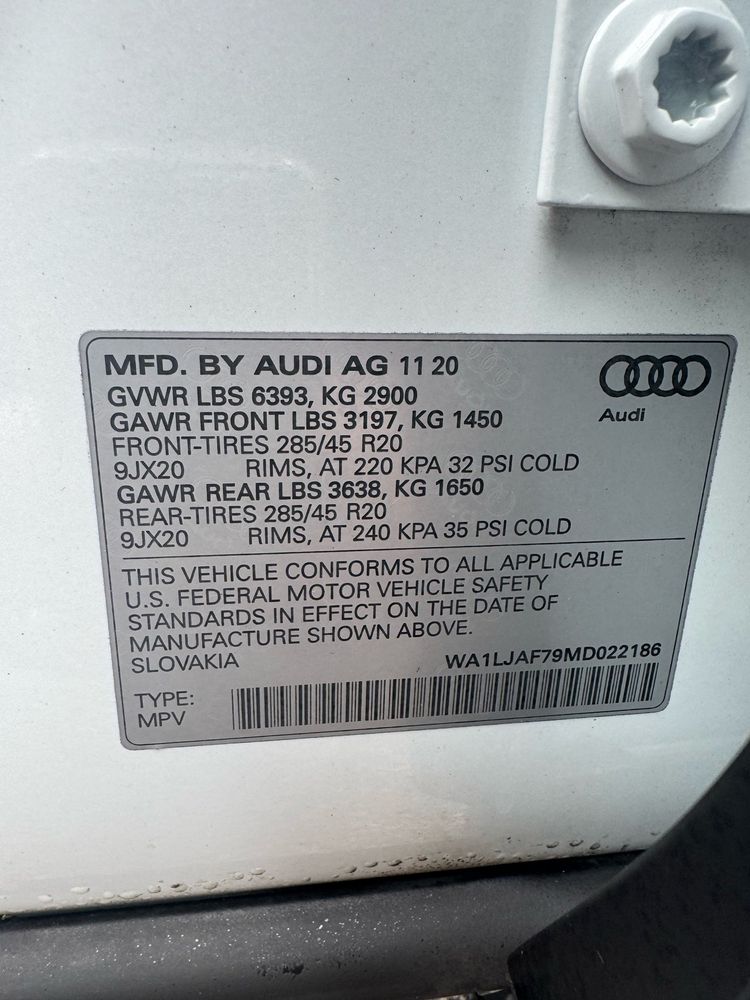 MFD. BY AUDI AG 11 20
GVWR LBS 6393, KG 2900
GAWR FRONT LBS 3197, KG 1450
FRONT-TIRES 285/45 R20
9JX20 RIMS, AT 220 KPA 32 PSI COLD
GAWR REAR LBS 3638, KG 1650
REAR-TIRES 285/45 R20
9JX20 RIMS, AT 240 KPA 35 PSI COLD
Audi
THIS VEHICLE CONFORMS TO ALL APPLICABLE
U.S. FEDERAL MOTOR VEHICLE SAFETY
STANDARDS IN EFFECT ON THE DATE OF
MANUFACTURE SHOWN ABOVE.
SLOVAKIA WA1LJAF79MD022186
TYPE:
MPV